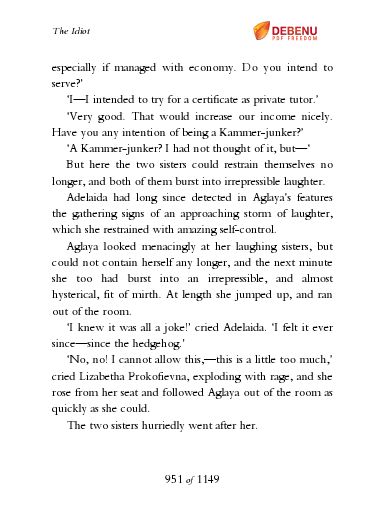 The Idiot
DEBENU
PDF FREEDOM
especially if managed with economy. Do you intend to
serve?’
‘I—I intended to try for a certificate as private tutor.’
‘Very good. That would increase our income nicely.
Have you any intention of being a Kammer-junker?’
‘A Kammer-junker? I had not thought of it, but—‘
But here the two sisters could restrain themselves no
longer, and both of them burst into irrepressible laughter.
Adelaida had long since detected in Aglaya’s features
the gathering signs of an approaching storm of laughter,
which she restrained with amazing self-control.
Aglaya looked menacingly at her laughing sisters, but
could not contain herself any longer, and the next minute
she too had burst into an irrepressible, and almost
hysterical, fit of mirth. At length she jumped up, and ran
out of the room.
‘I knew it was all a joke!’ cried Adelaida. ‘I felt it ever
since—since the hedgehog.’
‘No, no! I cannot allow this,—this is a little too much,’
cried Lizabetha Prokofievna, exploding with rage, and she
rose from her seat and followed Aglaya out of the room as
quickly as she could.
The two sisters hurriedly went after her.
951 of 1149